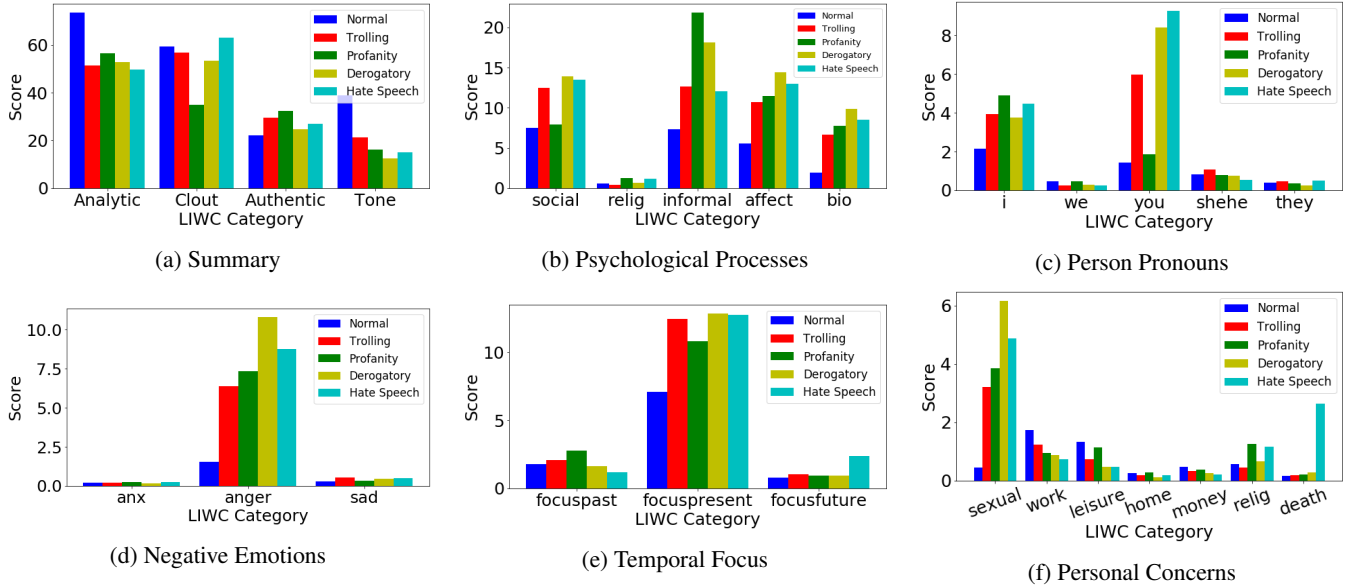 60
40
20
0
Score
Normal
Trolling
Profanity
Derogatory
Hate Speech
Analytic Clout Authentic Tone
LIWC Category
(a) Summary
20
15
10
5
0
Score
Normal
Trolling
Profanity
Derogatory
Hate Speech
social relig informal affect bio
LIWC Category
(b) Psychological Processes
8
6
4
2
0
Score
Normal
Trolling
Profanity
Derogatory
Hate Speech
i we you shehe they
LIWC Category
(c) Person Pronouns
10.0
7.5
5.0
2.5
0.0
Score
Normal
Trolling
Profanity
Derogatory
Hate Speech
anx anger sad
LIWC Category
(d) Negative Emotions
10
5
0
Score
Normal
Trolling
Profanity
Derogatory
Hate Speech
focuspast focuspresent focusfuture
LIWC Category
(e) Temporal Focus
6
4
2
0
Score
Normal
Trolling
Profanity
Derogatory
Hate Speech
sexual work leisure home money relig death
LIWC Category
(f) Personal Concerns